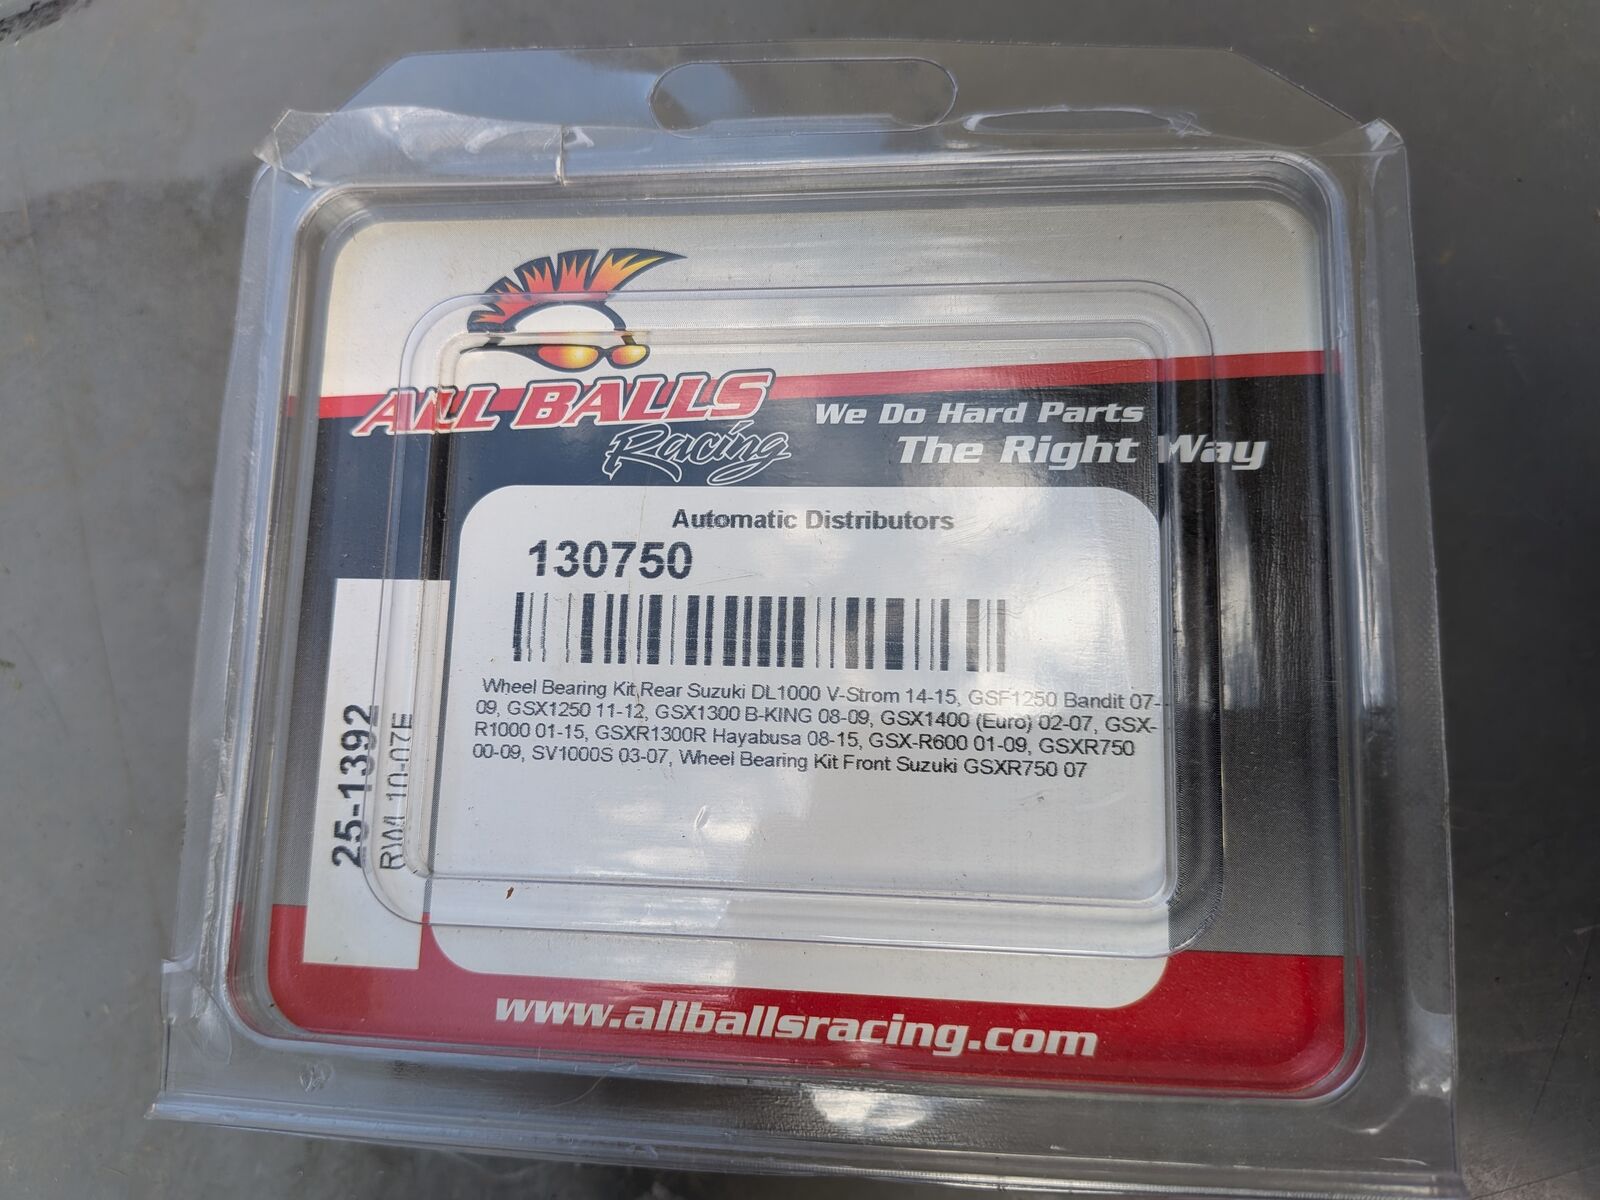 ALL BALLS
Racing
We Do Hard Parts
The Right Way
Automatic Distributors
130750
Wheel Bearing Kit,Rear Suzuki DL1000 V-Strom 14-15, GSF1250 Bandit 07-
09, GSX1250 11-12, GSX1300 B-KING 08-09, GSX1400 (Euro) 02-07, GSX-
R1000 01-15, GSXR1300R Hayabusa 08-15, GSX-R600 01-09, GSXR750
00-09, SV1000S 03-07, Wheel Bearing Kit Front Suzuki GSXR750 07
25-1392
RWI 10-07E
www.allballsracing.com